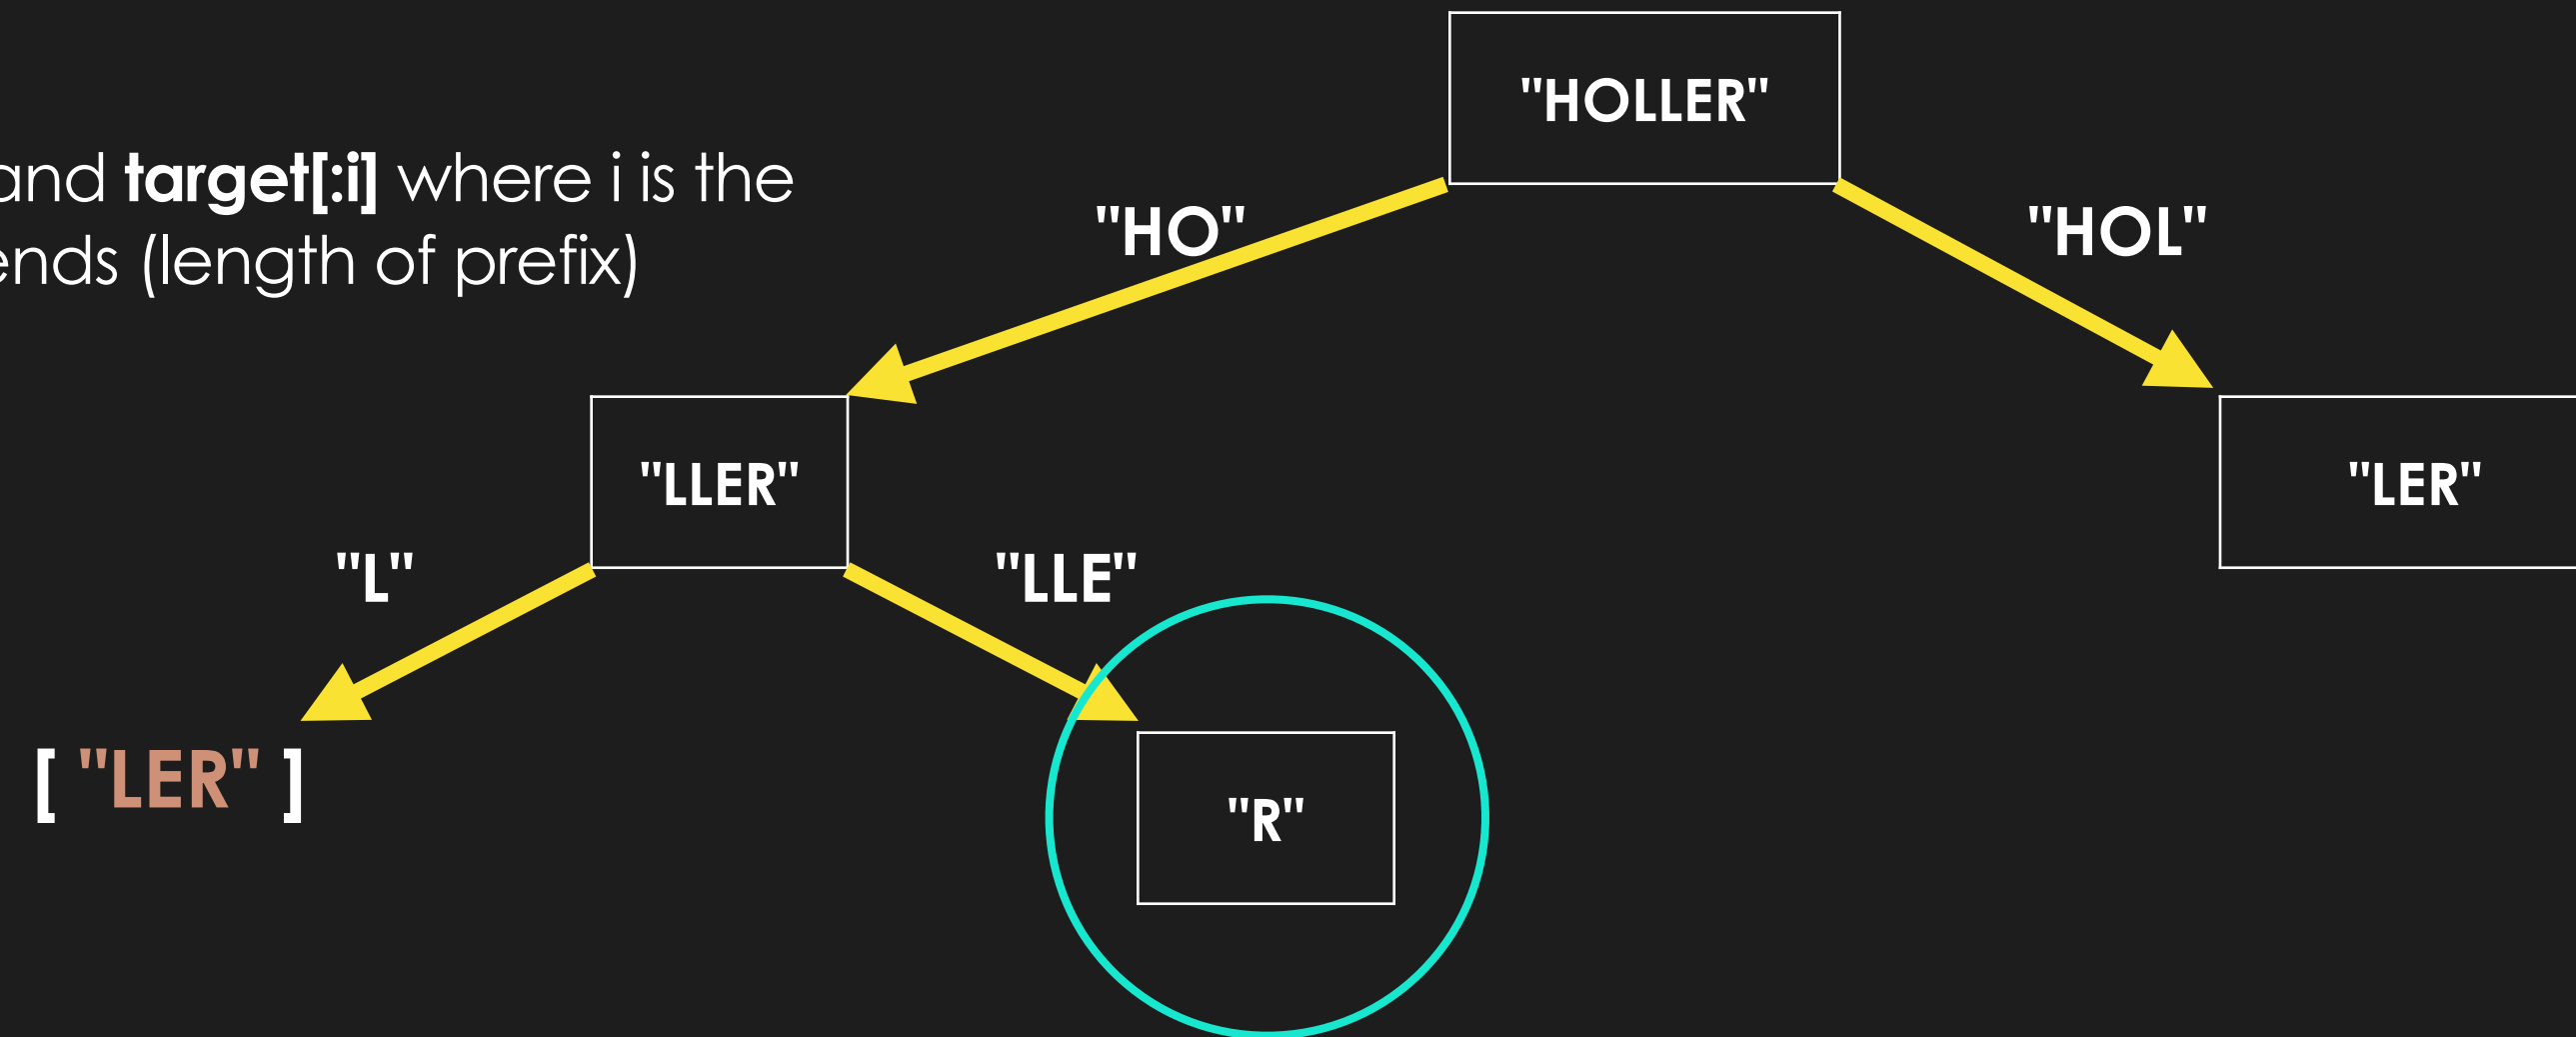 "HOLLER"
and target[:i] where i is the
ends (length of prefix)
"HO"
"HOL"
"LLER"
"LER"
"L"
"LLE"
[ "LER" ]
"R"